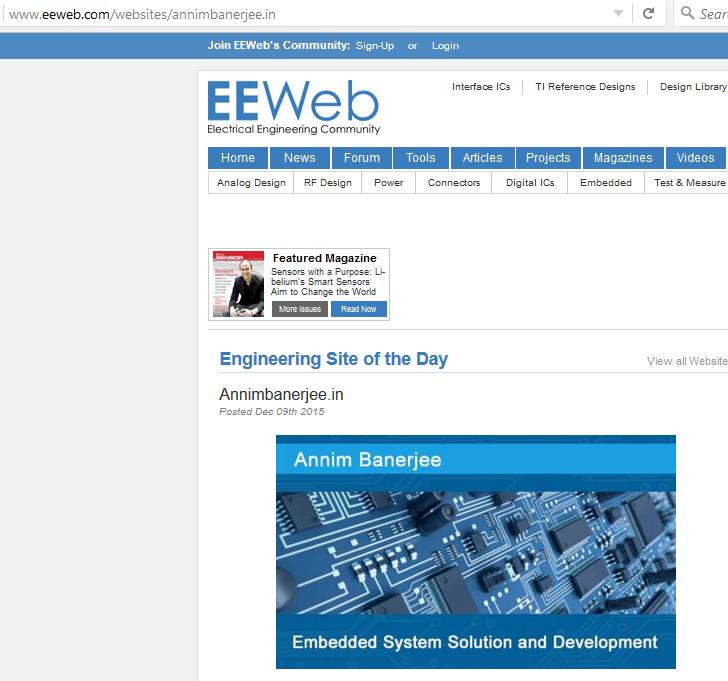 www.eeweb.com/websites/annimbanerjee.in
Join EEWeb's Community: Sign-Up or Login
EEWeb
Electrical Engineering Community
Interface ICs TI Reference Designs Design Library
Home News Forum Tools Articles Projects Magazines Videos
Analog Design RF Design Power Connectors Digital ICs Embedded Test & Measure
SENSOR
Featured Magazine
Sensors with a Purpose: Li-
belium's Smart Sensors
Aim to Change the World
More Issues Read Now
Engineering Site of the Day
View all Website
Annimbanerjee.in
Posted Dec 09th 2015
Annim Banerjee
Embedded System Solution and Development